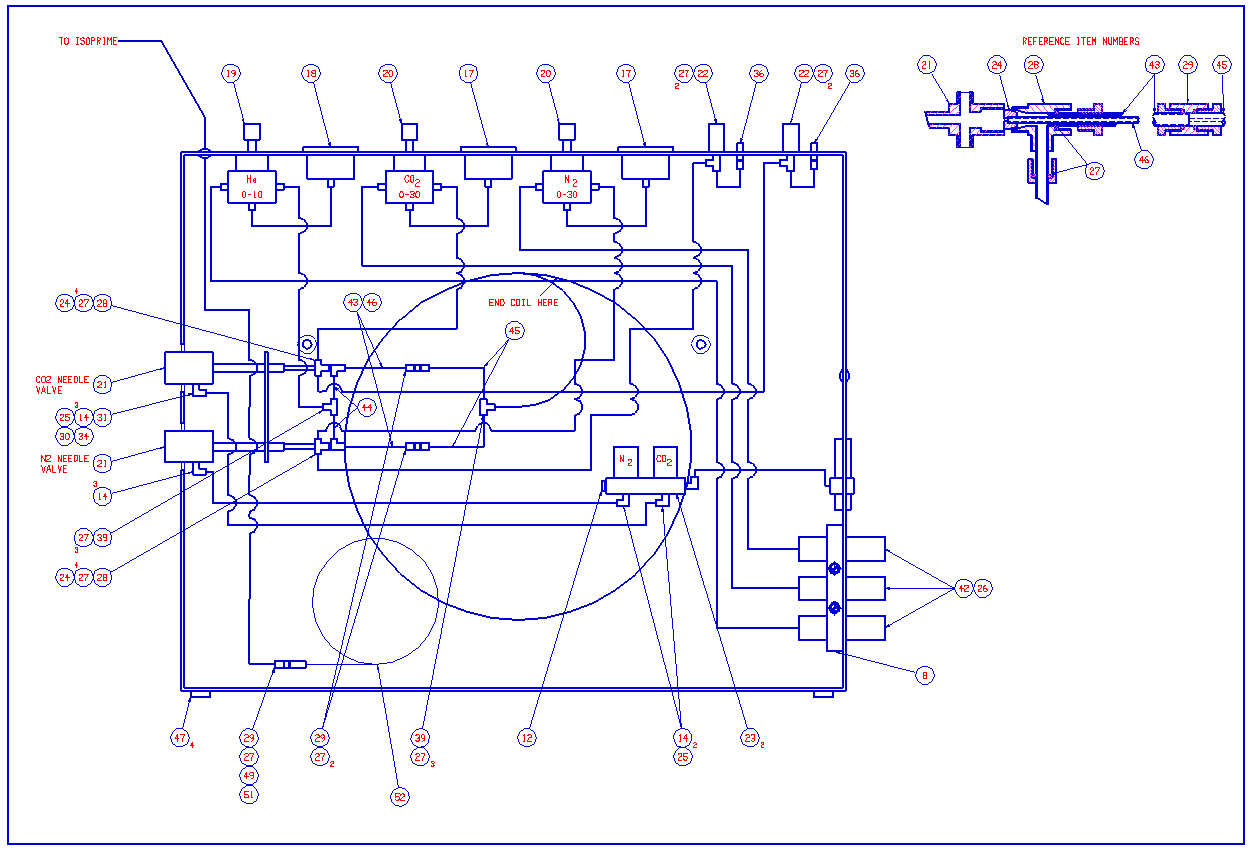 TO ISOPRIME
REFERENCE ITEM NUMBERS
21 24 28 43 29 45
19 18 20 17 20 17 27 22 36 22 27 36
2 2
46
27
He
0-10
CO2
0-30
N2
0-30
4
24 27 28
43 46
END COIL HERE
45
CO2 NEEDLE
VALVE
21
44
3
25 14 31
30 34
N2 NEEDLE
VALVE
21
N2
CO2
3
14
27 39
3
4
24 27 28
42 26
8
47 4
29
27
49
51
29
27 2
39
27 3
12
14 2
25
23 2
52